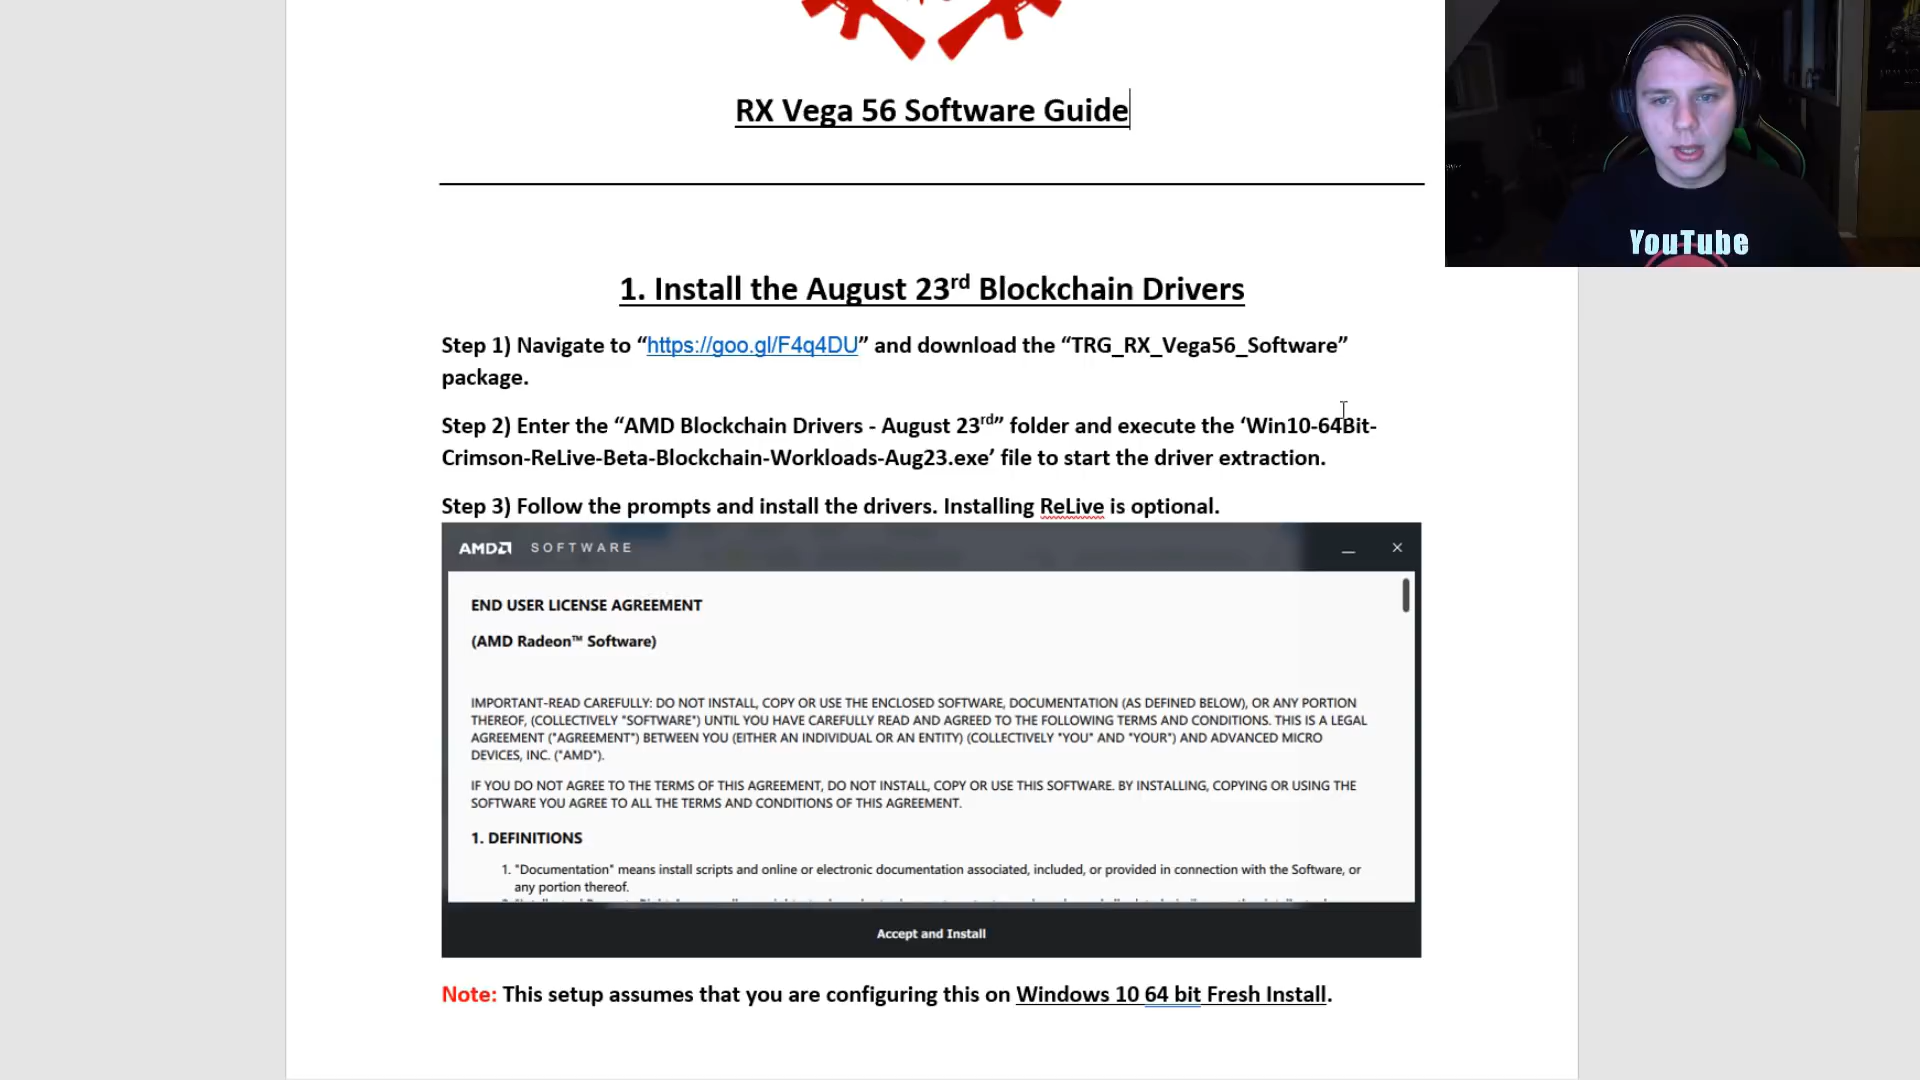 RX Vega 56 Software Guide
YouTube
1. Install the August 23rd Blockchain Drivers
Step 1) Navigate to “https://goo.gl/F4q4DU” and download the “TRG_RX_Vega56_Software”
package.
Step 2) Enter the “AMD Blockchain Drivers - August 23rd” folder and execute the ‘Win10-64Bit-
Crimson-ReLive-Beta-Blockchain-Workloads-Aug23.exe’ file to start the driver extraction.
Step 3) Follow the prompts and install the drivers. Installing ReLive is optional.
AMD SOFTWARE
END USER LICENSE AGREEMENT
(AMD Radeon™ Software)
IMPORTANT-READ CAREFULLY: DO NOT INSTALL, COPY OR USE THE ENCLOSED SOFTWARE, DOCUMENTATION (AS DEFINED BELOW), OR ANY PORTION
THEREOF, (COLLECTIVELY "SOFTWARE") UNTIL YOU HAVE CAREFULLY READ AND AGREED TO THE FOLLOWING TERMS AND CONDITIONS. THIS IS A LEGAL
AGREEMENT ("AGREEMENT") BETWEEN YOU (EITHER AN INDIVIDUAL OR AN ENTITY) (COLLECTIVELY "YOU" AND "YOUR") AND ADVANCED MICRO
DEVICES, INC. ("AMD").
IF YOU DO NOT AGREE TO THE TERMS OF THIS AGREEMENT, DO NOT INSTALL, COPY OR USE THIS SOFTWARE. BY INSTALLING, COPYING OR USING THE
SOFTWARE YOU AGREE TO ALL THE TERMS AND CONDITIONS OF THIS AGREEMENT.
1. DEFINITIONS
1. "Documentation" means install scripts and online or electronic documentation associated, included, or provided in connection with the Software, or
any portion thereof.
Accept and Install
Note: This setup assumes that you are configuring this on Windows 10 64 bit Fresh Install.